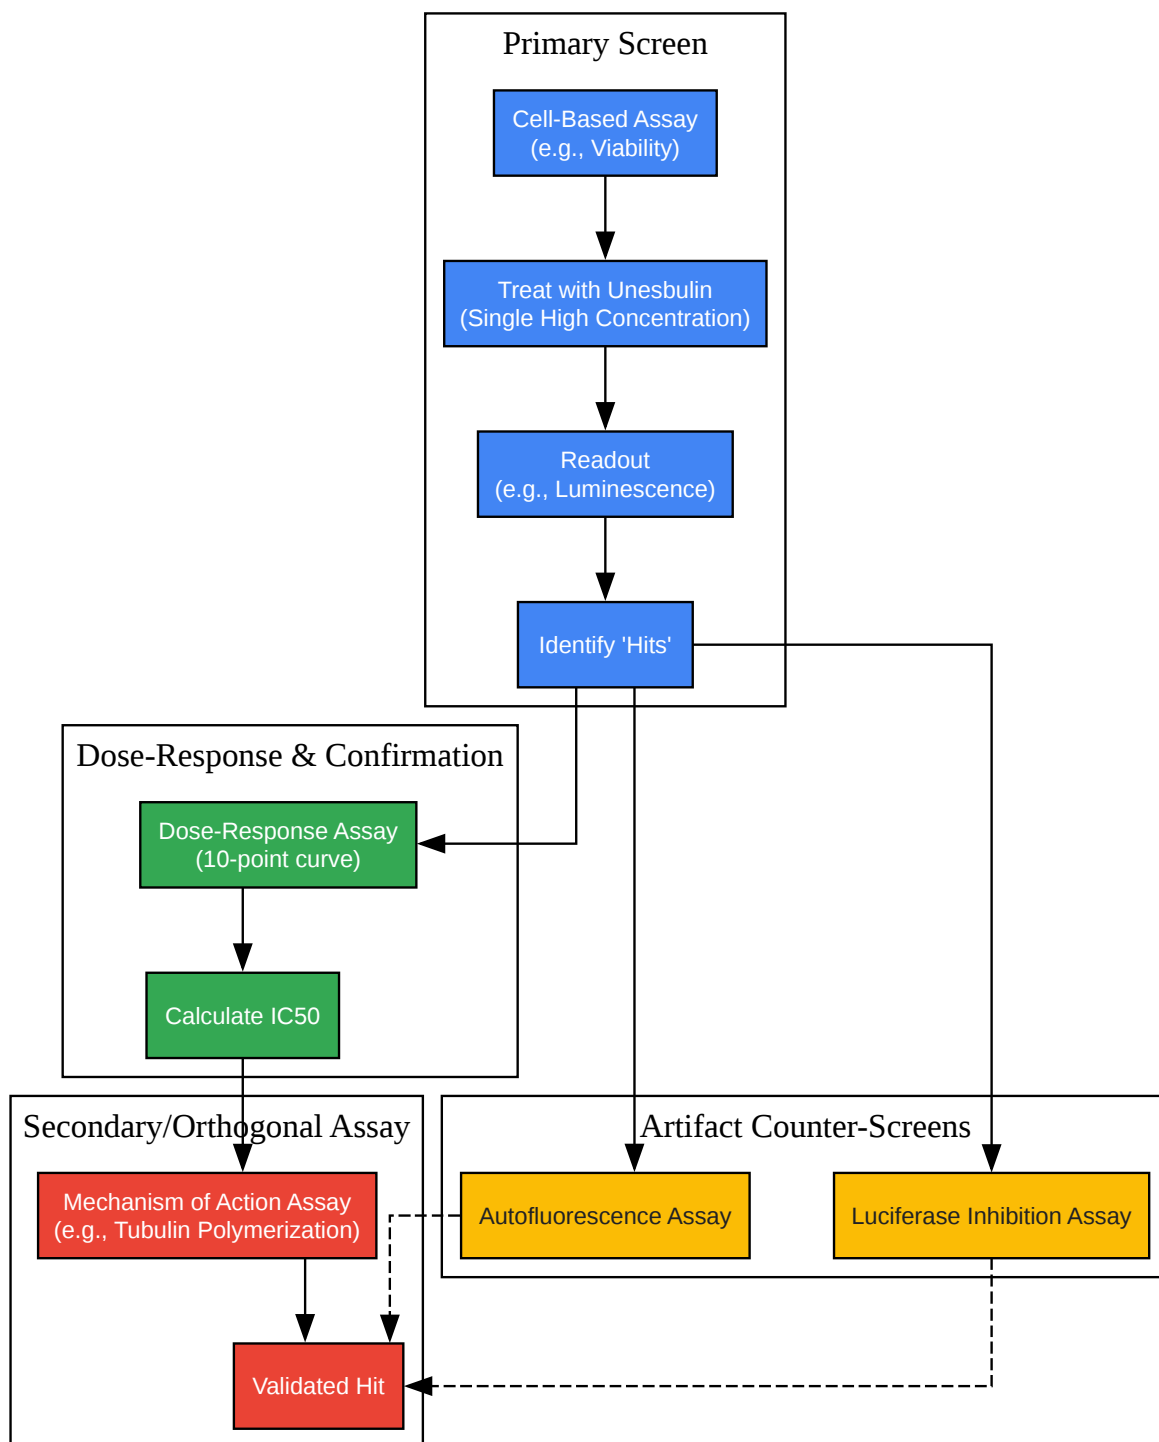 Primary Screen
Cell-Based Assay
(e.g., Viability)
Treat with Unesbulin
(Single High Concentration)
Readout
(e.g., Luminescence)
Identify 'Hits'
Dose-Response & Confirmation
Dose-Response Assay
(10-point curve)
Calculate IC50
Secondary/Orthogonal Assay
Mechanism of Action Assay
(e.g., Tubulin Polymerization)
Validated Hit
Artifact Counter-Screens
Autofluorescence Assay
Luciferase Inhibition Assay